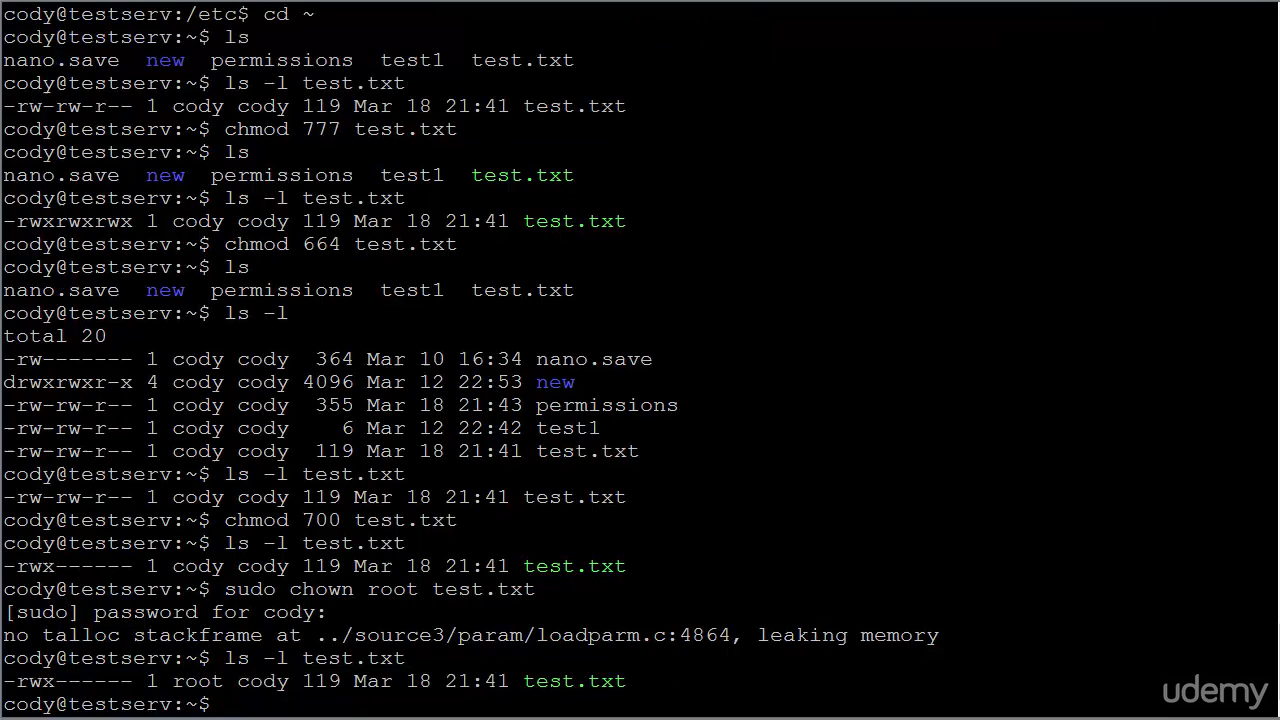 cody@testserv:/etc$ cd ~
cody@testserv:~$ ls
nano.save  new  permissions  test1  test.txt
cody@testserv:~$ ls -l test.txt
-rw-rw-r-- 1 cody cody 119 Mar 18 21:41 test.txt
cody@testserv:~$ chmod 777 test.txt
cody@testserv:~$ ls
nano.save  new  permissions  test1  test.txt
cody@testserv:~$ ls -l test.txt
-rwxrwxrwx 1 cody cody 119 Mar 18 21:41 test.txt
cody@testserv:~$ chmod 664 test.txt
cody@testserv:~$ ls
nano.save  new  permissions  test1  test.txt
cody@testserv:~$ ls -l
total 20
-rw------- 1 cody cody  364 Mar 10 16:34 nano.save
drwxrwxr-x 4 cody cody 4096 Mar 12 22:53 new
-rw-rw-r-- 1 cody cody  355 Mar 18 21:43 permissions
-rw-rw-r-- 1 cody cody    6 Mar 12 22:42 test1
-rw-rw-r-- 1 cody cody  119 Mar 18 21:41 test.txt
cody@testserv:~$ ls -l test.txt
-rw-rw-r-- 1 cody cody 119 Mar 18 21:41 test.txt
cody@testserv:~$ chmod 700 test.txt
cody@testserv:~$ ls -l test.txt
-rwx------ 1 cody cody 119 Mar 18 21:41 test.txt
cody@testserv:~$ sudo chown root test.txt
[sudo] password for cody:
no talloc stackframe at ../source3/param/loadparm.c:4864, leaking memory
cody@testserv:~$ ls -l test.txt
-rwx------ 1 root cody 119 Mar 18 21:41 test.txt
cody@testserv:~$
udemy